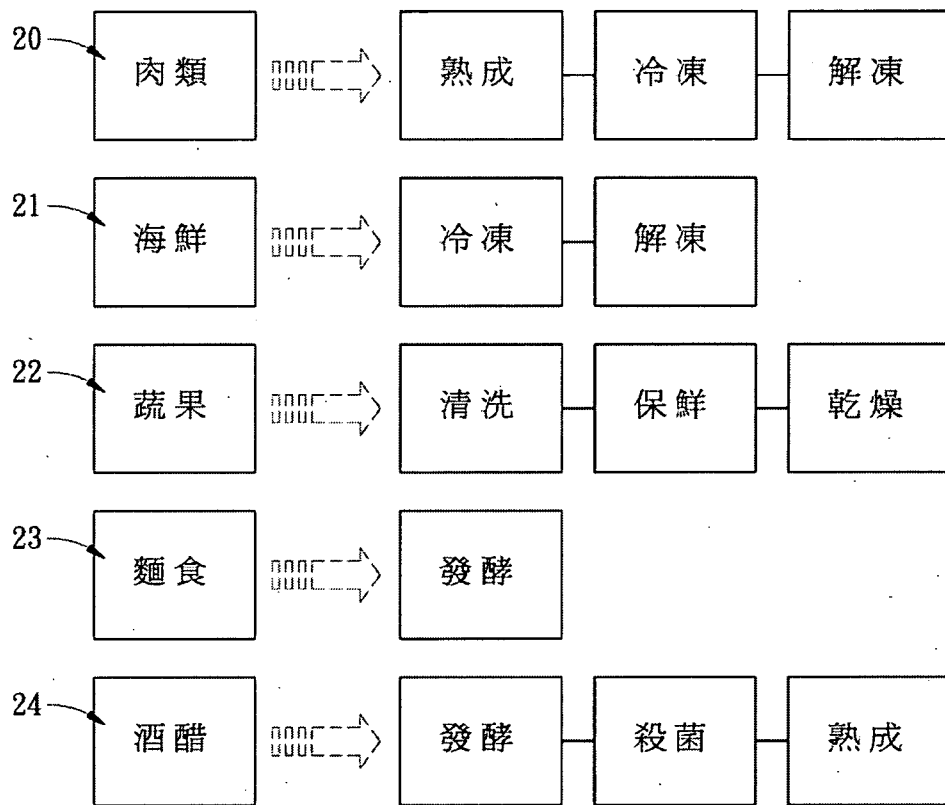 20 肉類 熟成 冷凍 解凍
21 海鮮 冷凍 解凍
22 蔬果 清洗 保鮮 乾燥
23 麵食 發酵
24 酒醋 發酵 殺菌 熟成